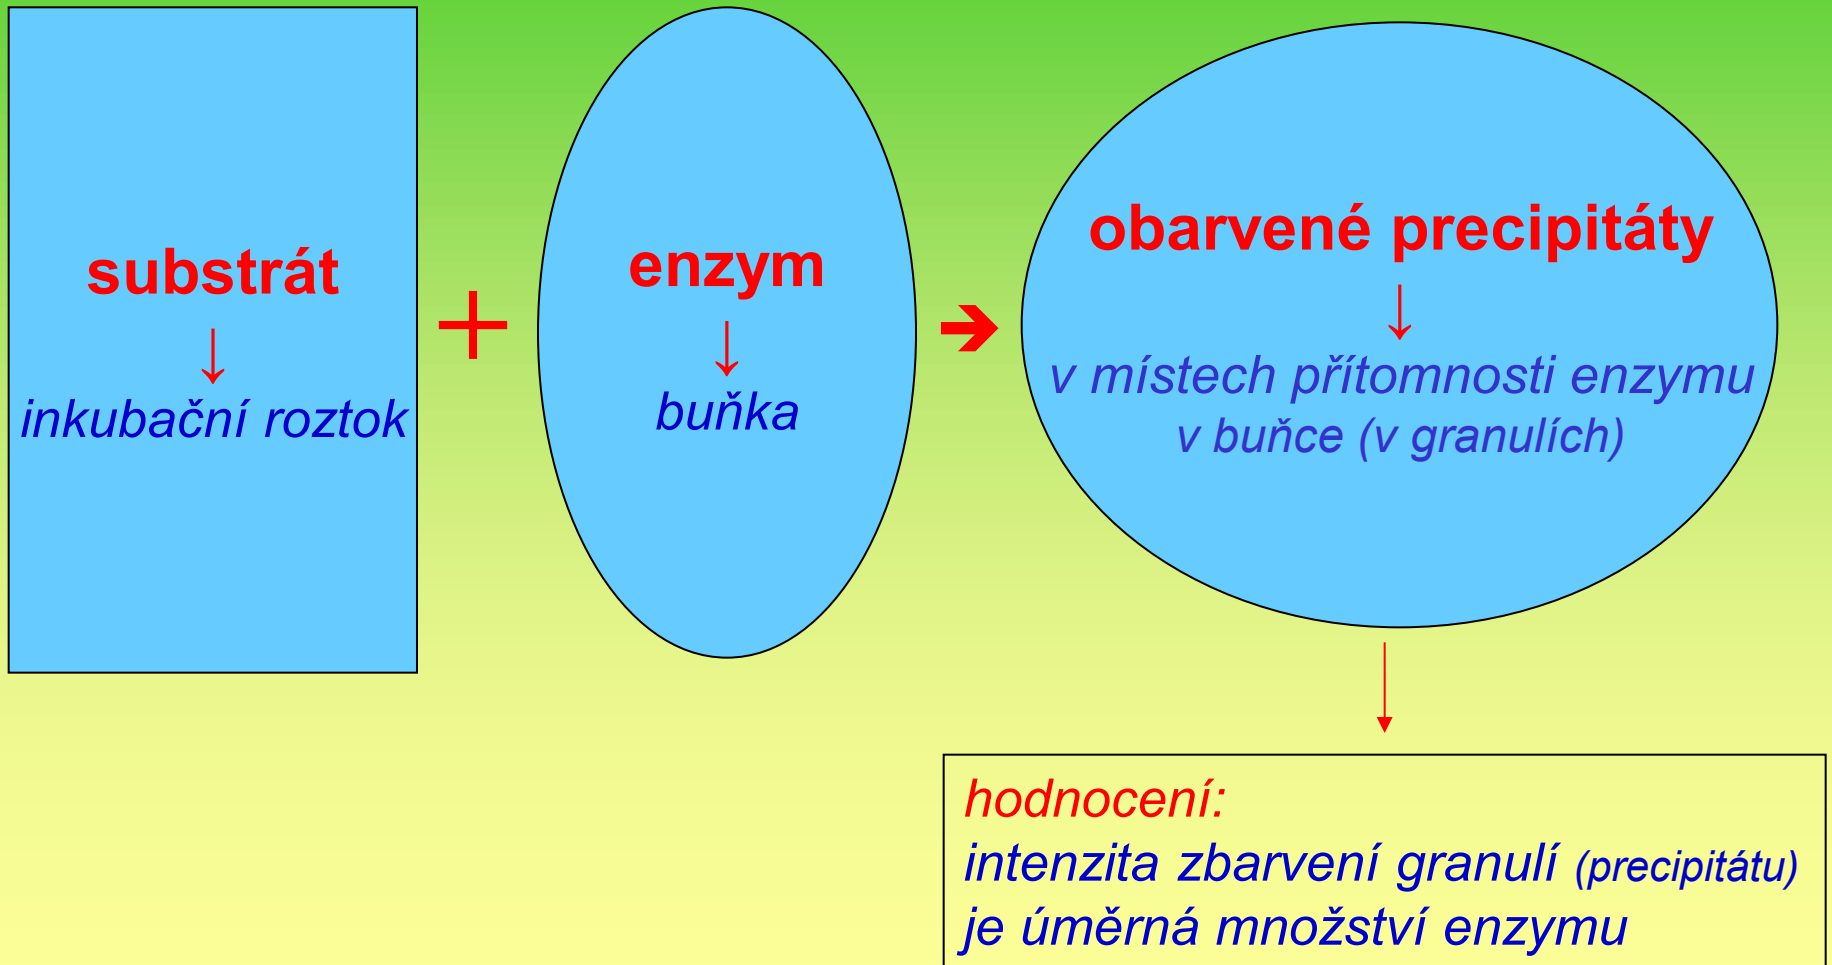 substrát
↓
inkubační roztok
+
enzym
↓
buňka
➔
obarvené precipitáty
↓
v místech přítomnosti enzymu
v buňce (v granulích)
hodnocení:
intenzita zbarvení granulí (precipitátu)
je úměrná množství enzymu